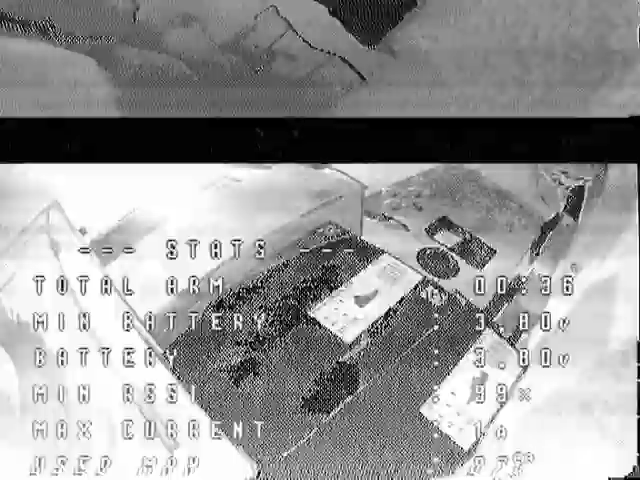 --- STATS ---
TOTAL ARM : 00:36
MIN BATTERY : 3.80v
BATTERY : 3.80v
MIN RSSI : 99%
MAX CURRENT : 1A
USED MAH :